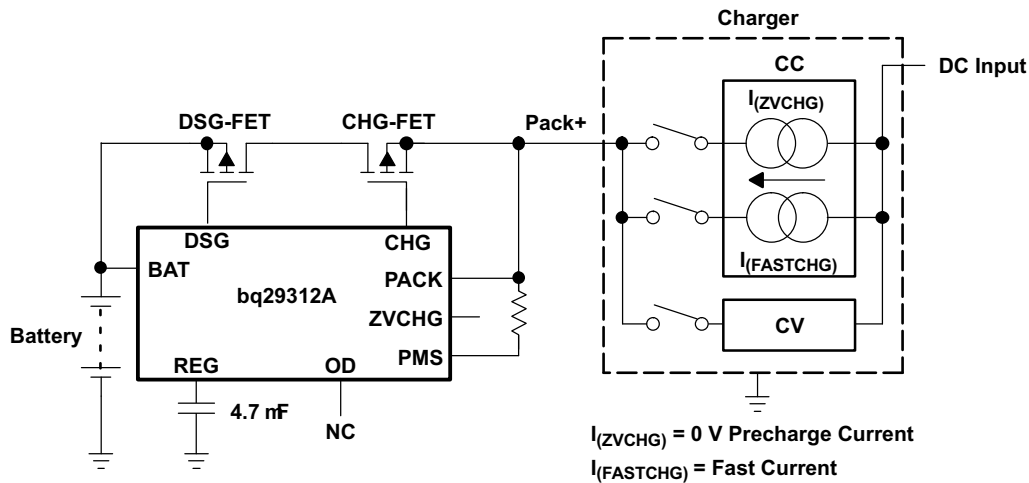 Charger
CC
DC Input
I(ZVCHG)
DSG-FET
CHG-FET
Pack+
I(FASTCHG)
DSG
CHG
BAT
PACK
bq29312A
ZVCHG
Battery
PMS
CV
REG
OD
4.7 mF
NC
I(ZVCHG) = 0 V Precharge Current
I(FASTCHG) = Fast Current